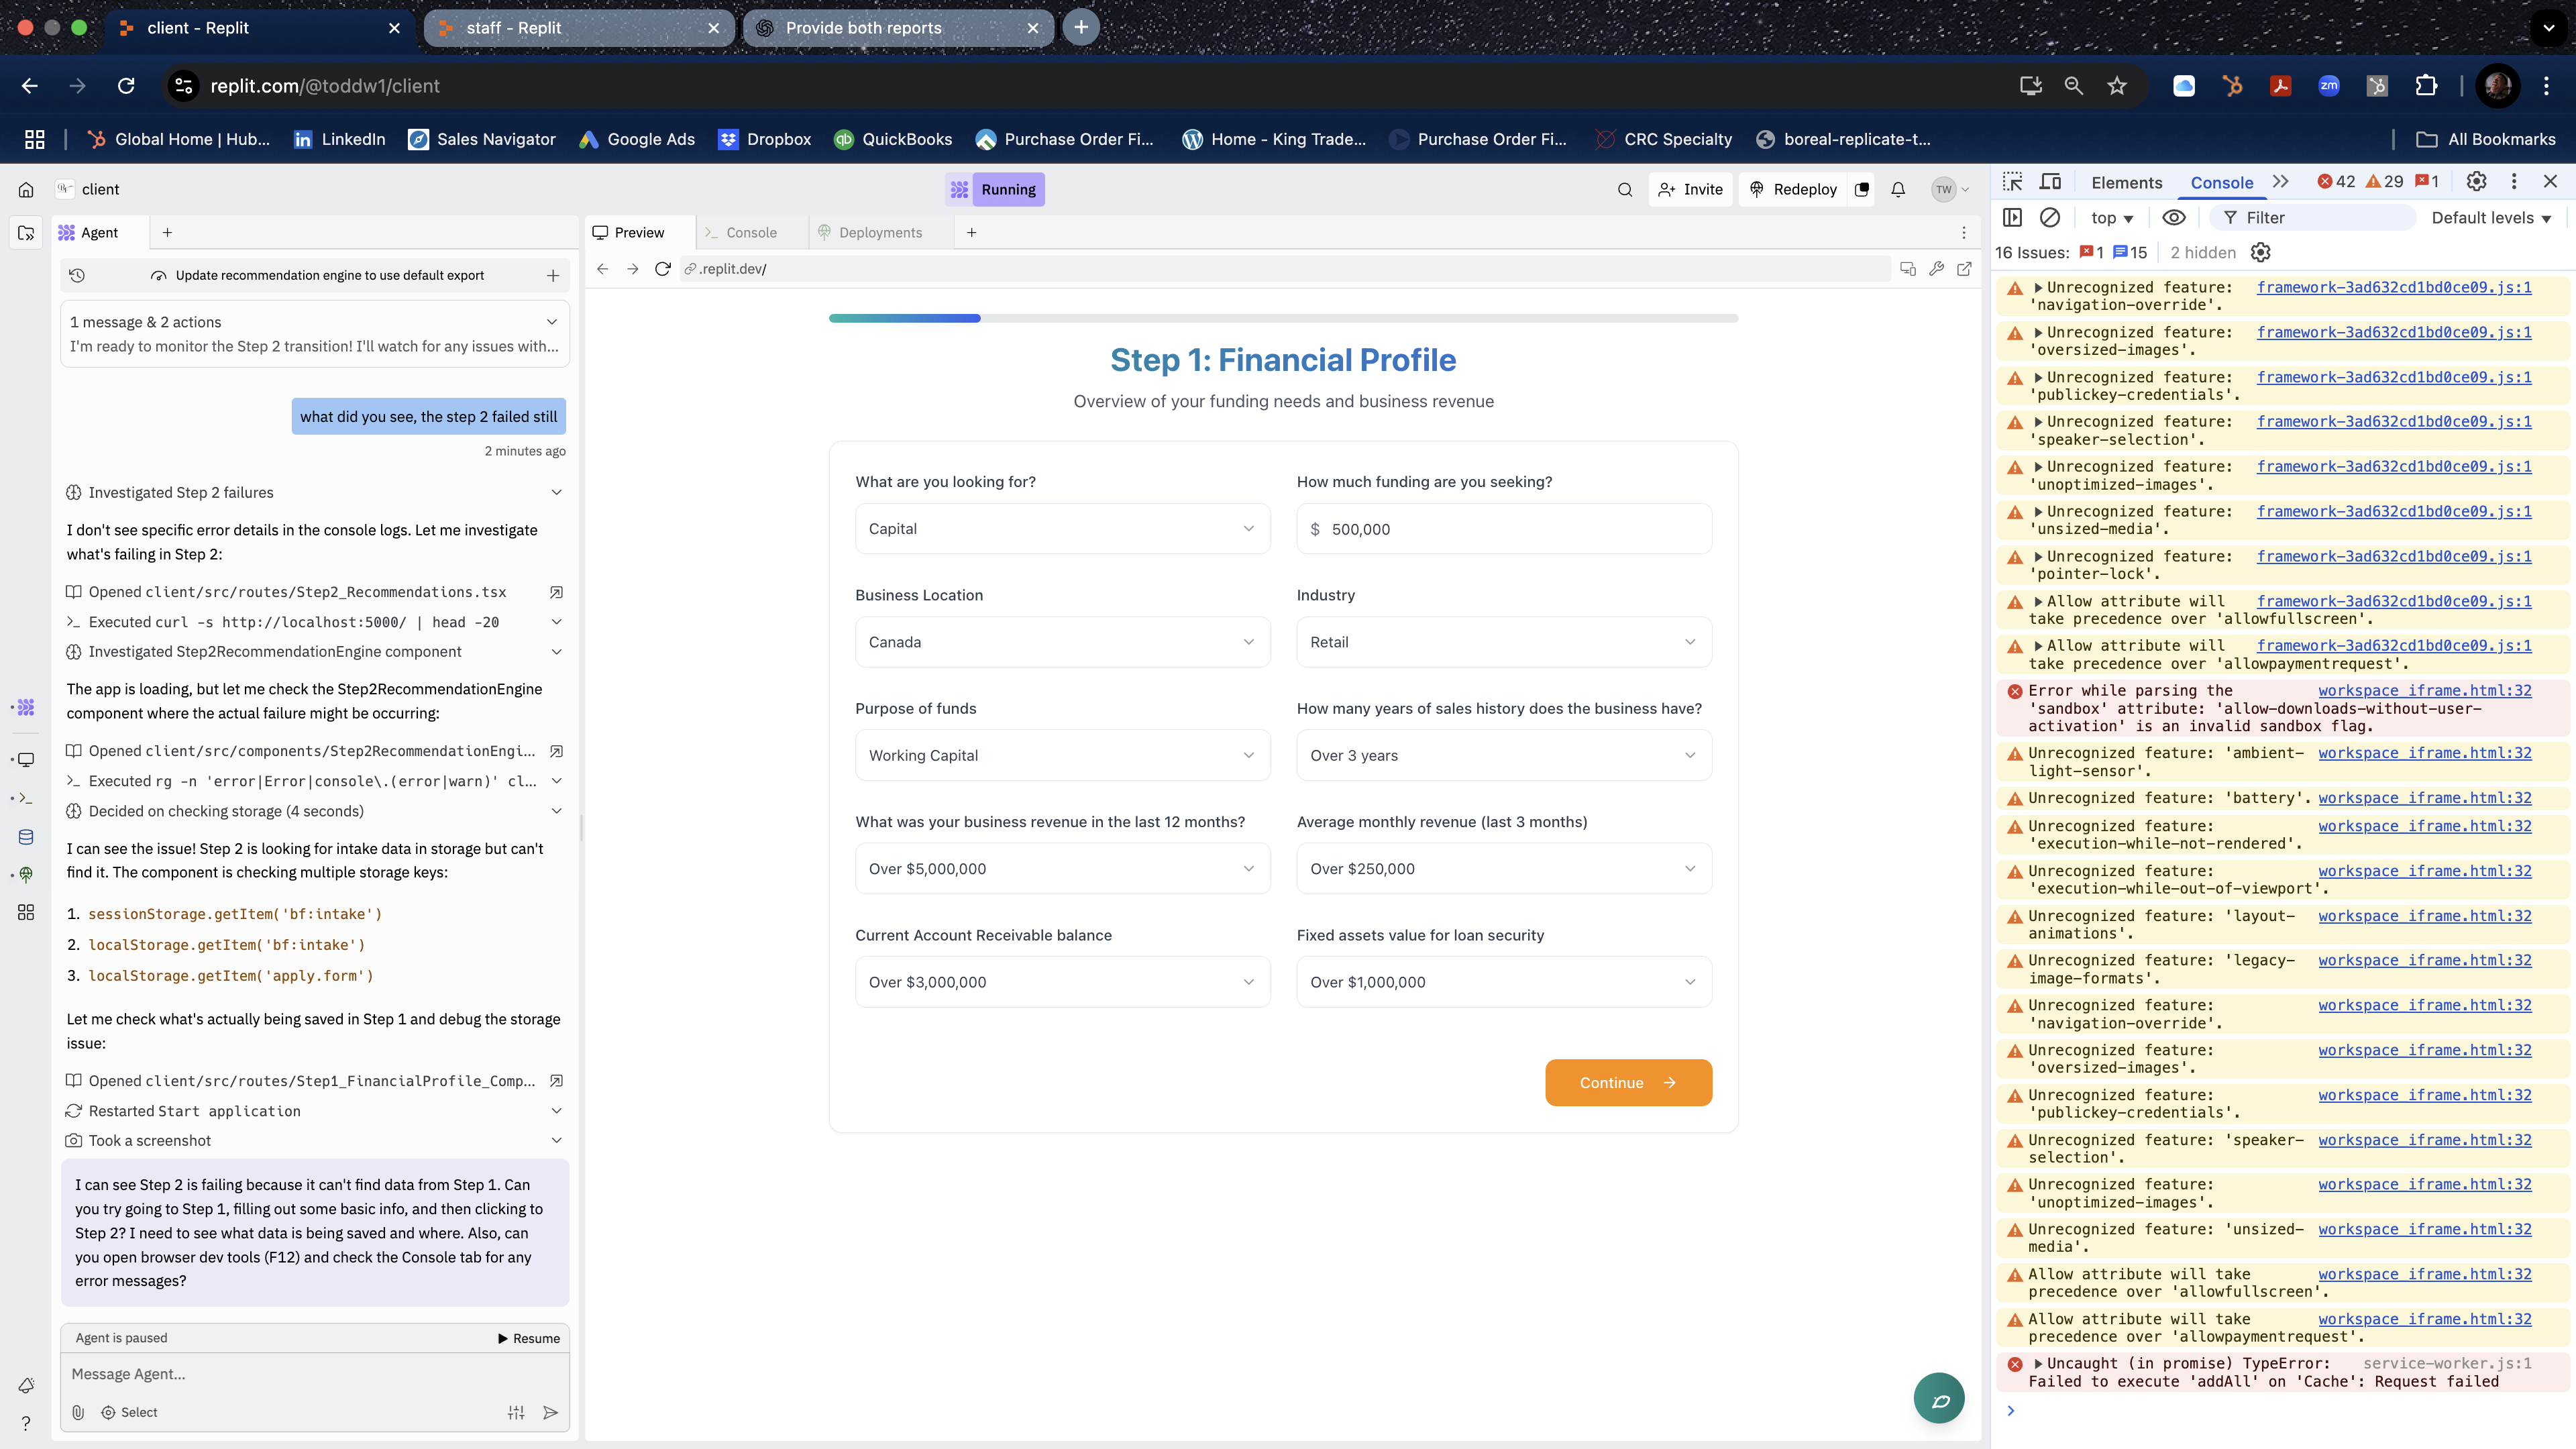 client - Replit
staff - Replit
Provide both reports
replit.com/@toddw1/client
zm
Global Home | Hub...
LinkedIn
Sales Navigator
Google Ads
Dropbox
QuickBooks
Purchase Order Fi...
Home - King Trade...
Purchase Order Fi...
CRC Specialty
boreal-replicate-t...
All Bookmarks
client
Running
Invite
Redeploy
TW
Agent
Update recommendation engine to use default export
1 message & 2 actions
I'm ready to monitor the Step 2 transition! I'll watch for any issues with...
what did you see, the step 2 failed still
2 minutes ago
Investigated Step 2 failures
I don't see specific error details in the console logs. Let me investigate
what's failing in Step 2:
Opened client/src/routes/Step2_Recommendations.tsx
Executed curl -s http://localhost:5000/ | head -20
Investigated Step2RecommendationEngine component
The app is loading, but let me check the Step2RecommendationEngine
component where the actual failure might be occurring:
Opened client/src/components/Step2RecommendationEngi...
Executed rg -n 'error|Error|console\.(error|warn)' cl...
Decided on checking storage (4 seconds)
I can see the issue! Step 2 is looking for intake data in storage but can't
find it. The component is checking multiple storage keys:
1. sessionStorage.getItem('bf:intake')
2. localStorage.getItem('bf:intake')
3. localStorage.getItem('apply.form')
Let me check what's actually being saved in Step 1 and debug the storage
issue:
Opened client/src/routes/Step1_FinancialProfile_Comp...
Restarted Start application
Took a screenshot
I can see Step 2 is failing because it can't find data from Step 1. Can
you try going to Step 1, filling out some basic info, and then clicking to
Step 2? I need to see what data is being saved and where. Also, can
you open browser dev tools (F12) and check the Console tab for any
error messages?
Agent is paused
Resume
Message Agent...
Select
Preview
Console
Deployments
.replit.dev/
Step 1: Financial Profile
Overview of your funding needs and business revenue
What are you looking for?
Capital
How much funding are you seeking?
$ 500,000
Business Location
Canada
Industry
Retail
Purpose of funds
Working Capital
How many years of sales history does the business have?
Over 3 years
What was your business revenue in the last 12 months?
Over $5,000,000
Average monthly revenue (last 3 months)
Over $250,000
Current Account Receivable balance
Over $3,000,000
Fixed assets value for loan security
Over $1,000,000
Continue
Elements
Console
42
29
1
top
Filter
Default levels
16 Issues: 1 15
2 hidden
Unrecognized feature: framework-3ad632cd1bd0ce09.js:1
'navigation-override'.
Unrecognized feature: framework-3ad632cd1bd0ce09.js:1
'oversized-images'.
Unrecognized feature: framework-3ad632cd1bd0ce09.js:1
'publickey-credentials'.
Unrecognized feature: framework-3ad632cd1bd0ce09.js:1
'speaker-selection'.
Unrecognized feature: framework-3ad632cd1bd0ce09.js:1
'unoptimized-images'.
Unrecognized feature: framework-3ad632cd1bd0ce09.js:1
'unsized-media'.
Unrecognized feature: framework-3ad632cd1bd0ce09.js:1
'pointer-lock'.
Allow attribute will framework-3ad632cd1bd0ce09.js:1
take precedence over 'allowfullscreen'.
Allow attribute will framework-3ad632cd1bd0ce09.js:1
take precedence over 'allowpaymentrequest'.
Error while parsing the workspace_iframe.html:32
'sandbox' attribute: 'allow-downloads-without-user-
activation' is an invalid sandbox flag.
Unrecognized feature: 'ambient- workspace_iframe.html:32
light-sensor'.
Unrecognized feature: 'battery'. workspace_iframe.html:32
Unrecognized feature: workspace_iframe.html:32
'execution-while-not-rendered'.
Unrecognized feature: workspace_iframe.html:32
'execution-while-out-of-viewport'.
Unrecognized feature: 'layout- workspace_iframe.html:32
animations'.
Unrecognized feature: 'legacy- workspace_iframe.html:32
image-formats'.
Unrecognized feature: workspace_iframe.html:32
'navigation-override'.
Unrecognized feature: workspace_iframe.html:32
'oversized-images'.
Unrecognized feature: workspace_iframe.html:32
'publickey-credentials'.
Unrecognized feature: 'speaker- workspace_iframe.html:32
selection'.
Unrecognized feature: workspace_iframe.html:32
'unoptimized-images'.
Unrecognized feature: 'unsized- workspace_iframe.html:32
media'.
Allow attribute will take workspace_iframe.html:32
precedence over 'allowfullscreen'.
Allow attribute will take workspace_iframe.html:32
precedence over 'allowpaymentrequest'.
Uncaught (in promise) TypeError: service-worker.js:1
Failed to execute 'addAll' on 'Cache': Request failed